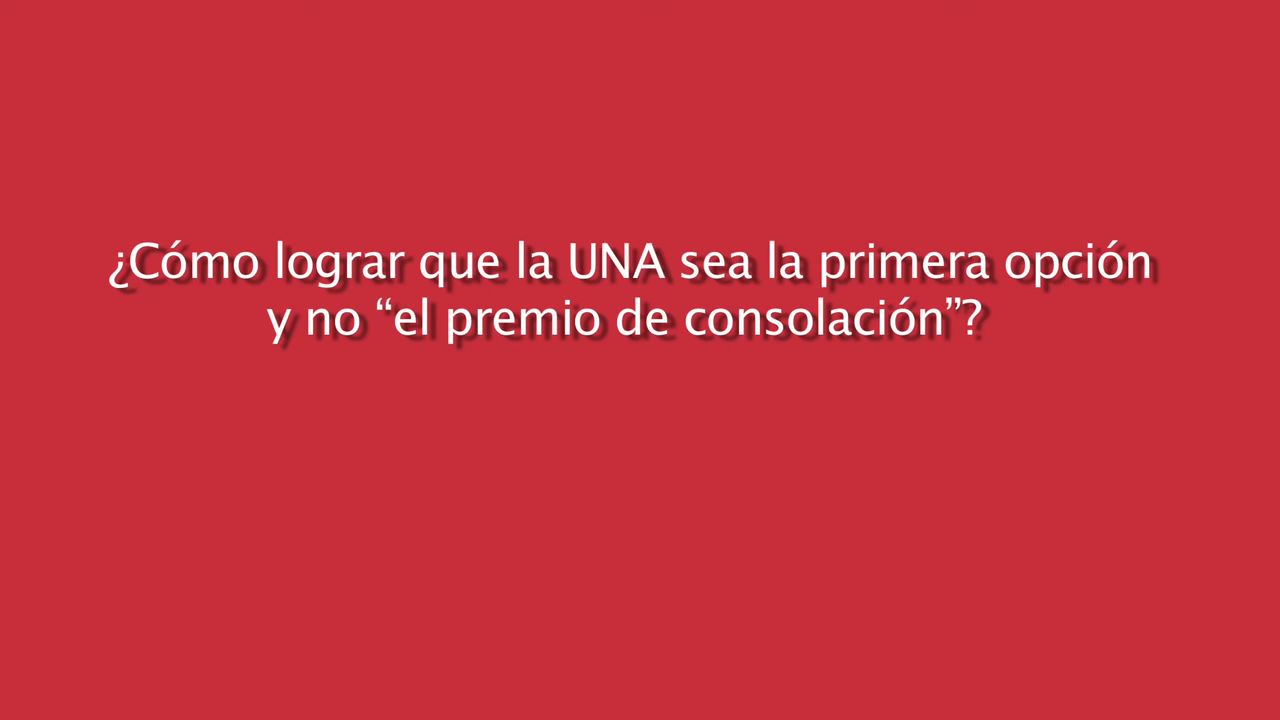 ¿Cómo lograr que la UNA sea la primera opción
y no “el premio de consolación”?